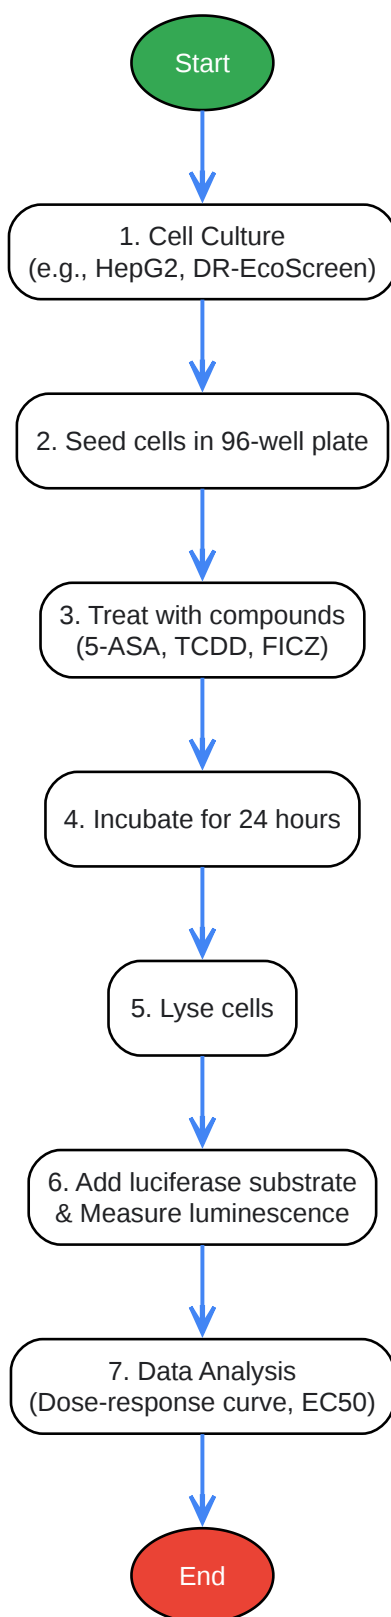 Start
1. Cell Culture
(e.g., HepG2, DR-EcoScreen)
2. Seed cells in 96-well plate
3. Treat with compounds
(5-ASA, TCDD, FICZ)
4. Incubate for 24 hours
5. Lyse cells
6. Add luciferase substrate
& Measure luminescence
7. Data Analysis
(Dose-response curve, EC50)
End